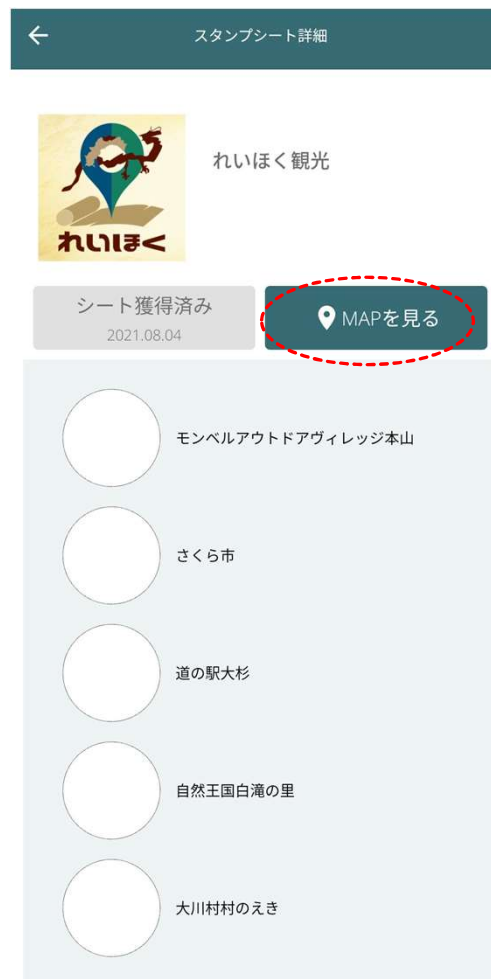 スタンプシート詳細
れいほく観光
れいほく
シート獲得済み
2021.08.04
MAPを見る
モンベルアウトドアヴィレッジ本山
さくら市
道の駅大杉
自然王国白滝の里
大川村村のえき